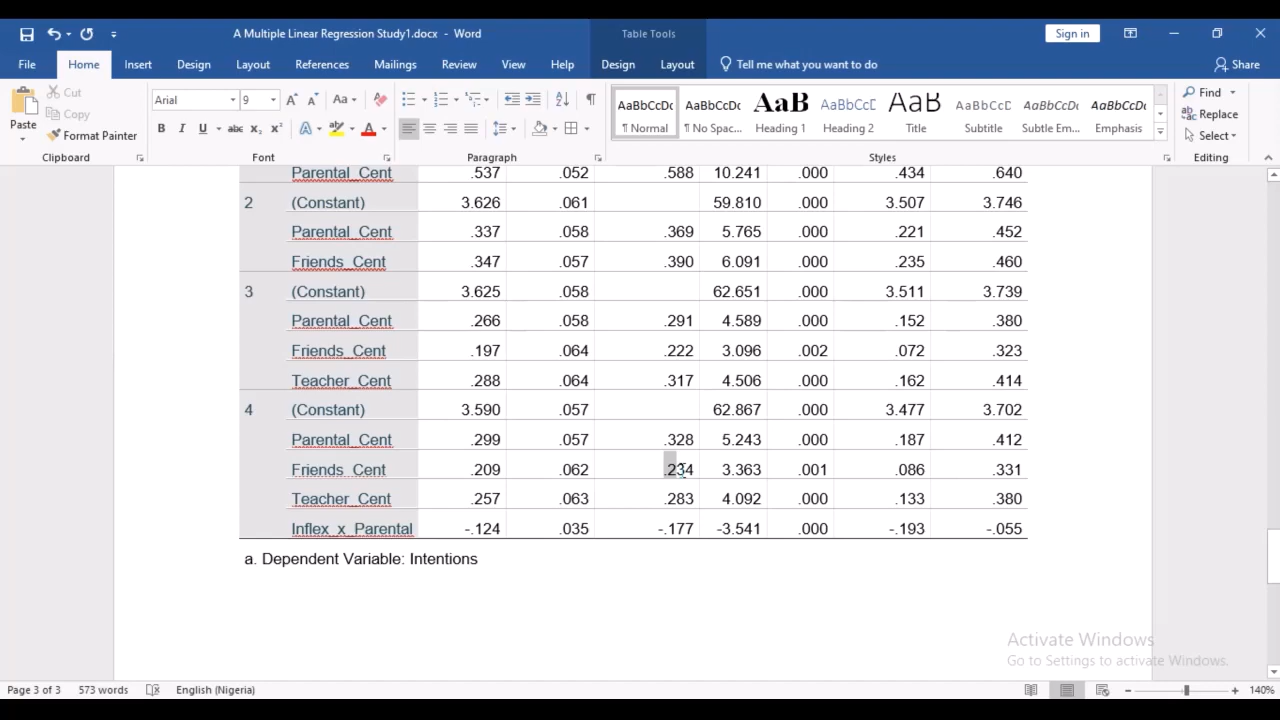 A Multiple Linear Regression Study1.docx - Word
Table Tools
Sign in
File Home Insert Design Layout References Mailings Review View Help Design Layout Tell me what you want to do Share
Paste
Cut
Copy
Format Painter
Clipboard
Arial 9
Font
Paragraph
AaBbCcDc ¶ Normal
AaBbCcDc ¶ No Spac...
AaB Heading 1
AaBbCcE Heading 2
AaB Title
AaBbCcD Subtitle
AaBbCcDc Subtle Em...
AaBbCcDc Emphasis
Styles
Find
Replace
Select
Editing
Parental_Cent .537 .052 .588 10.241 .000 .434 .640
2 (Constant) 3.626 .061 59.810 .000 3.507 3.746
Parental_Cent .337 .058 .369 5.765 .000 .221 .452
Friends_Cent .347 .057 .390 6.091 .000 .235 .460
3 (Constant) 3.625 .058 62.651 .000 3.511 3.739
Parental_Cent .266 .058 .291 4.589 .000 .152 .380
Friends_Cent .197 .064 .222 3.096 .002 .072 .323
Teacher_Cent .288 .064 .317 4.506 .000 .162 .414
4 (Constant) 3.590 .057 62.867 .000 3.477 3.702
Parental_Cent .299 .057 .328 5.243 .000 .187 .412
Friends_Cent .209 .062 .234 3.363 .001 .086 .331
Teacher_Cent .257 .063 .283 4.092 .000 .133 .380
Inflex_x_Parental -.124 .035 -.177 -3.541 .000 -.193 -.055
a. Dependent Variable: Intentions
Activate Windows
Go to Settings to activate Windows.
Page 3 of 3 573 words English (Nigeria) 140%